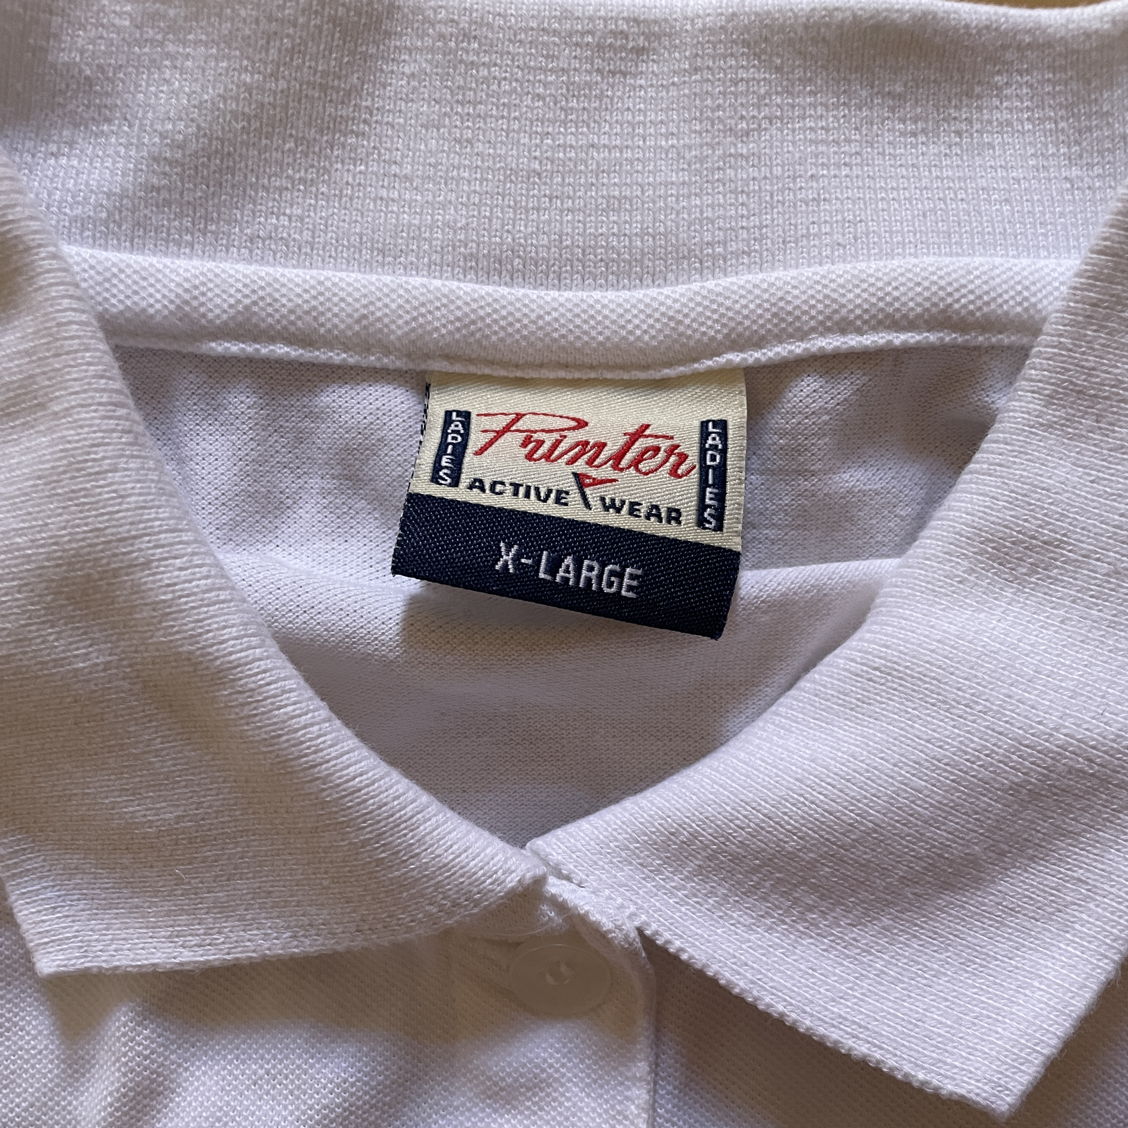 LADIES
Printer
LADIES
ACTIVE WEAR
X-LARGE